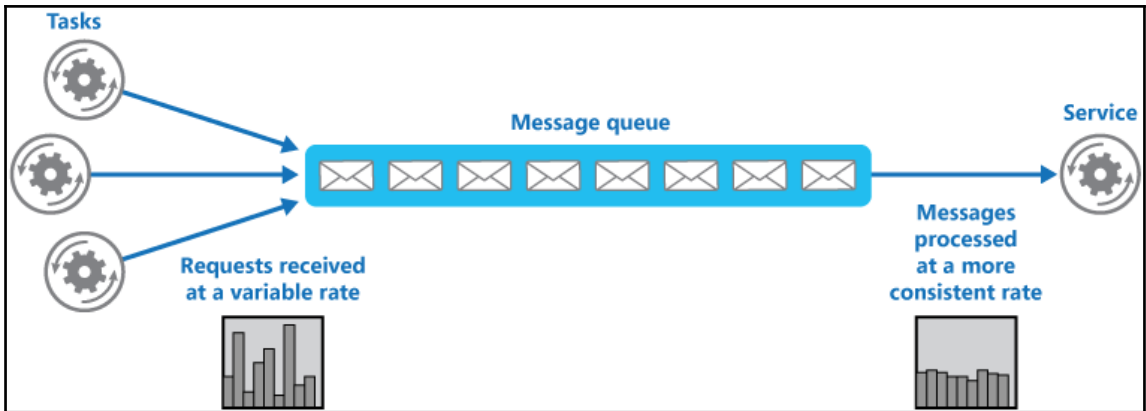 Tasks
Message queue
Service
Requests received
at a variable rate
Messages
processed
at a more
consistent rate